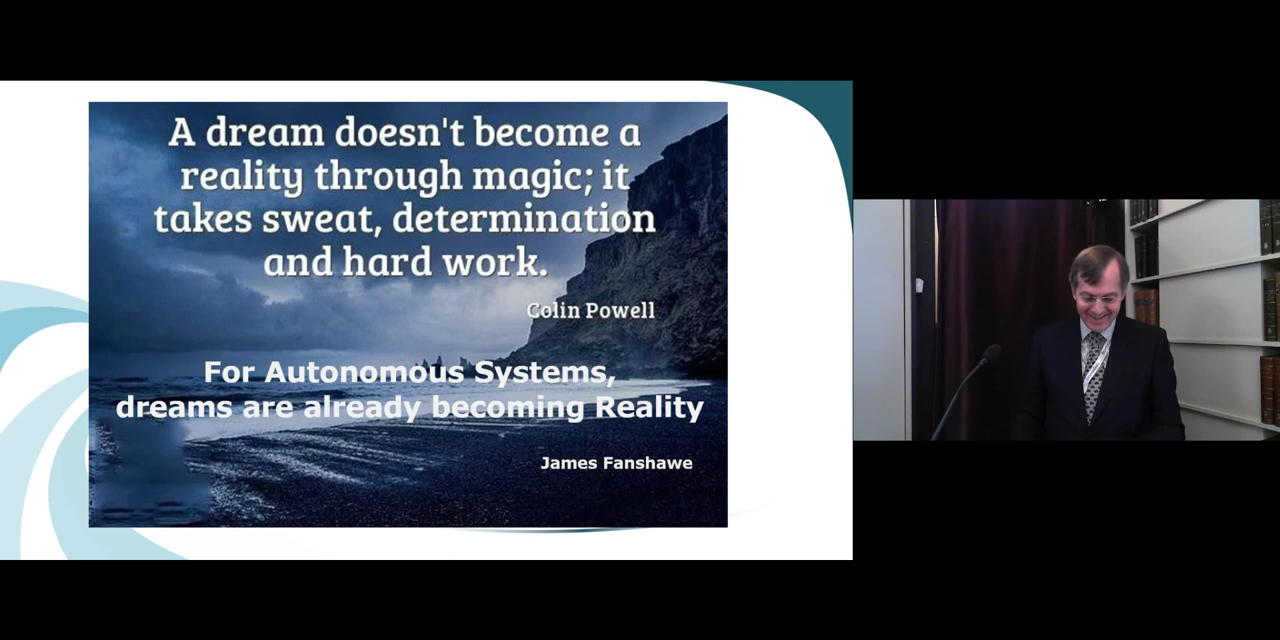 A dream doesn't become a
reality through magic; it
takes sweat, determination
and hard work.
Colin Powell
For Autonomous Systems,
dreams are already becoming Reality
James Fanshawe